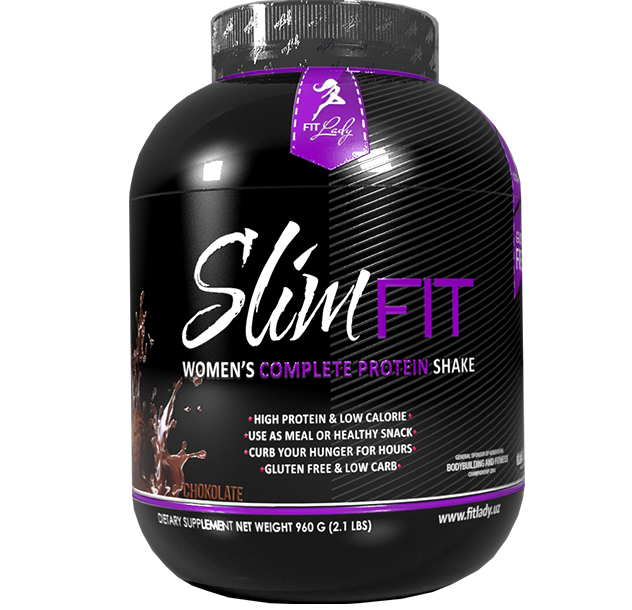 FIT Lady
Slim FIT
WOMEN'S COMPLETE PROTEIN SHAKE
HIGH PROTEIN & LOW CALORIE
USE AS MEAL OR HEALTHY SNACK
CURB YOUR HUNGER FOR HOURS
GLUTEN FREE & LOW CARB
BODYBUILDING AND FITNESS
CHOKOLATE
DIETARY SUPPLEMENT NET WEIGHT 960 G (2.1 LBS)
www.fitlady.uz